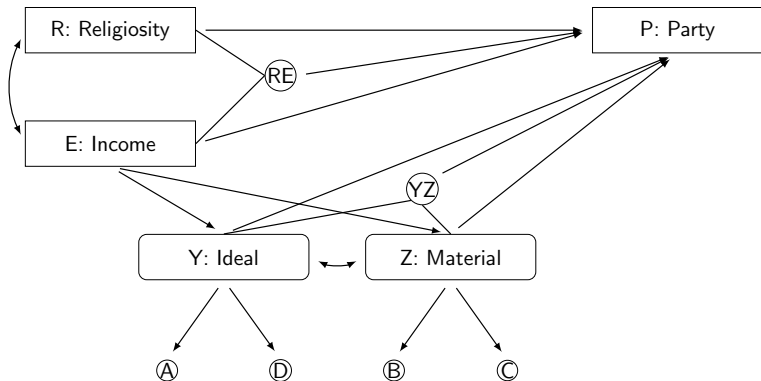 R: Religiosity
P: Party
RE
E: Income
YZ
Y: Ideal
Z: Material
A
D
B
C